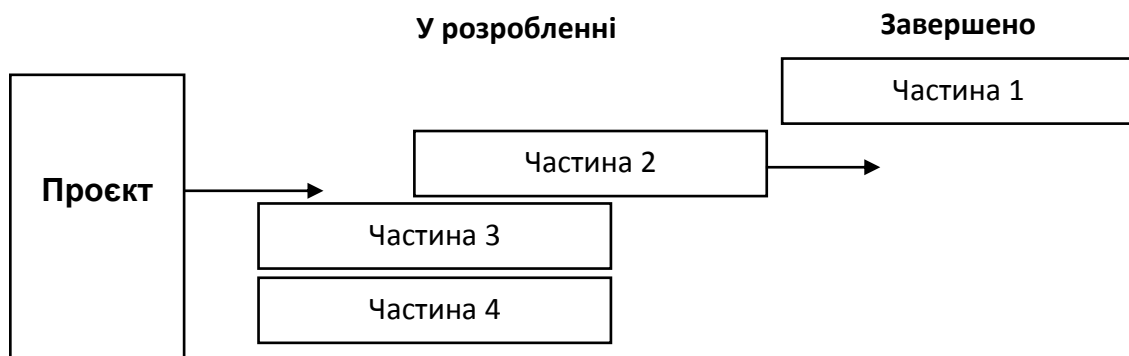 У розробленні
Завершено
Частина 1
Частина 2
Проєкт
Частина 3
Частина 4